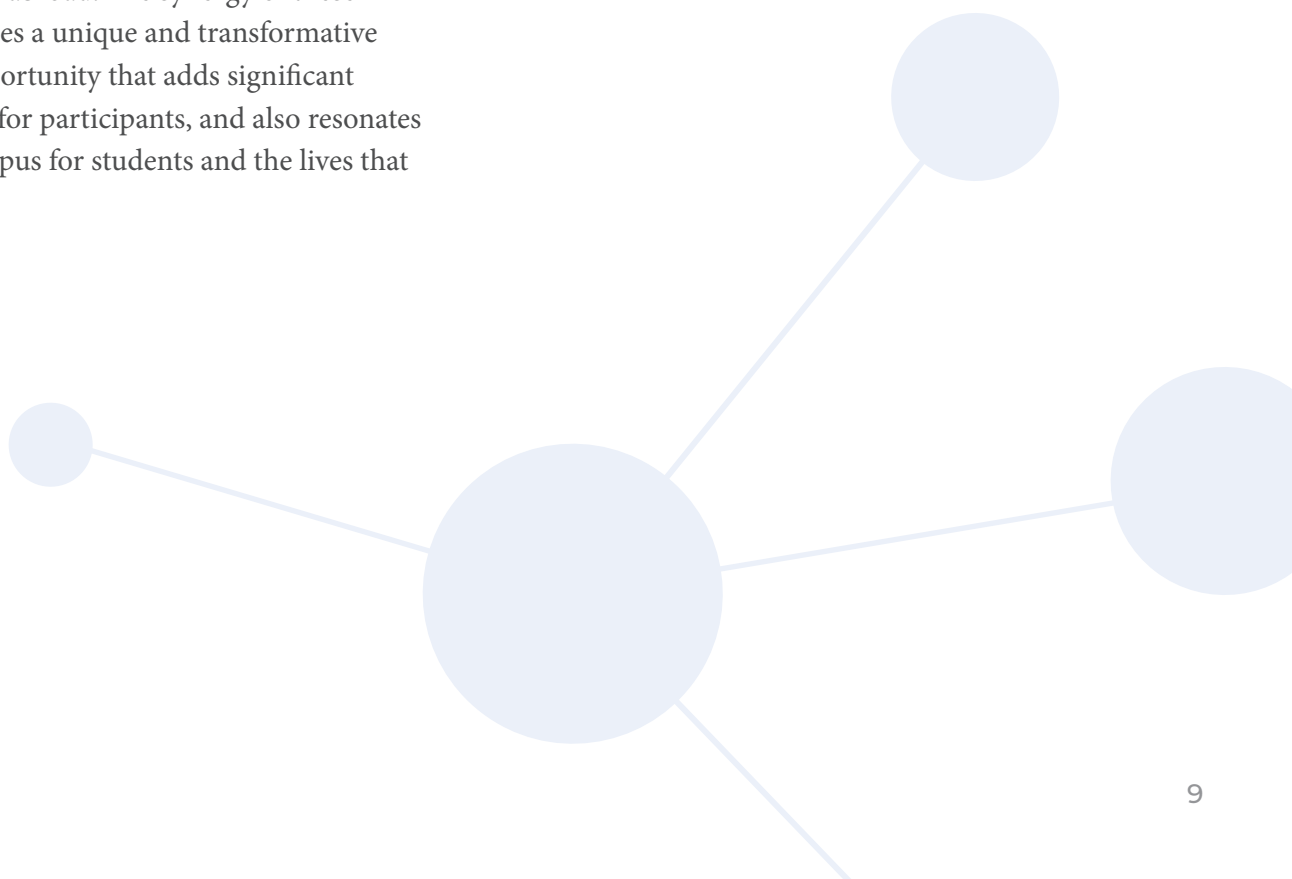 es a unique and transformative
ortunity that adds significant
for participants, and also resonates
pus for students and the lives that
9